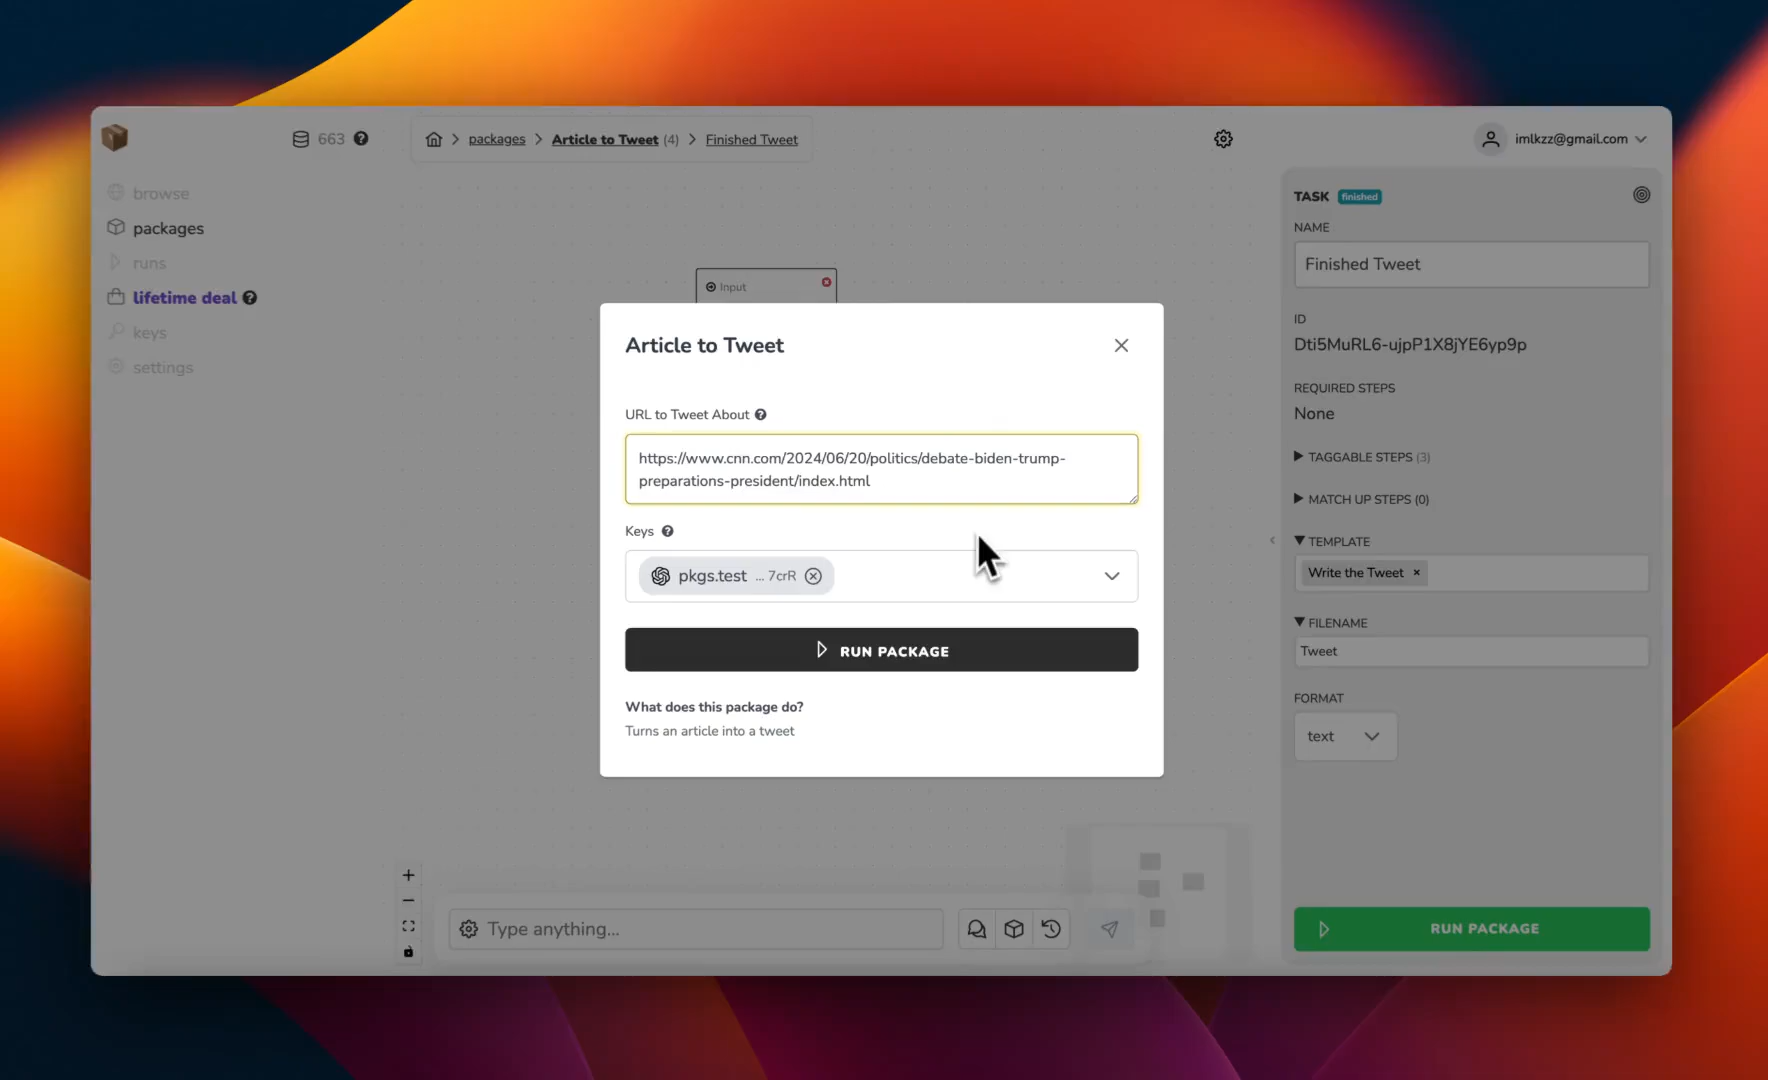 663
packages
Article to Tweet (4)
Finished Tweet
imlkzz@gmail.com
browse
packages
runs
lifetime deal
keys
settings
Input
Article to Tweet
URL to Tweet About
https://www.cnn.com/2024/06/20/politics/debate-biden-trump-
preparations-president/index.html
Keys
pkgs.test ... 7crR
RUN PACKAGE
What does this package do?
Turns an article into a tweet
Type anything...
TASK finished
NAME
Finished Tweet
ID
Dti5MuRL6-ujpP1X8jYE6yp9p
REQUIRED STEPS
None
TAGGABLE STEPS (3)
MATCH UP STEPS (0)
TEMPLATE
Write the Tweet ×
FILENAME
Tweet
FORMAT
text
RUN PACKAGE